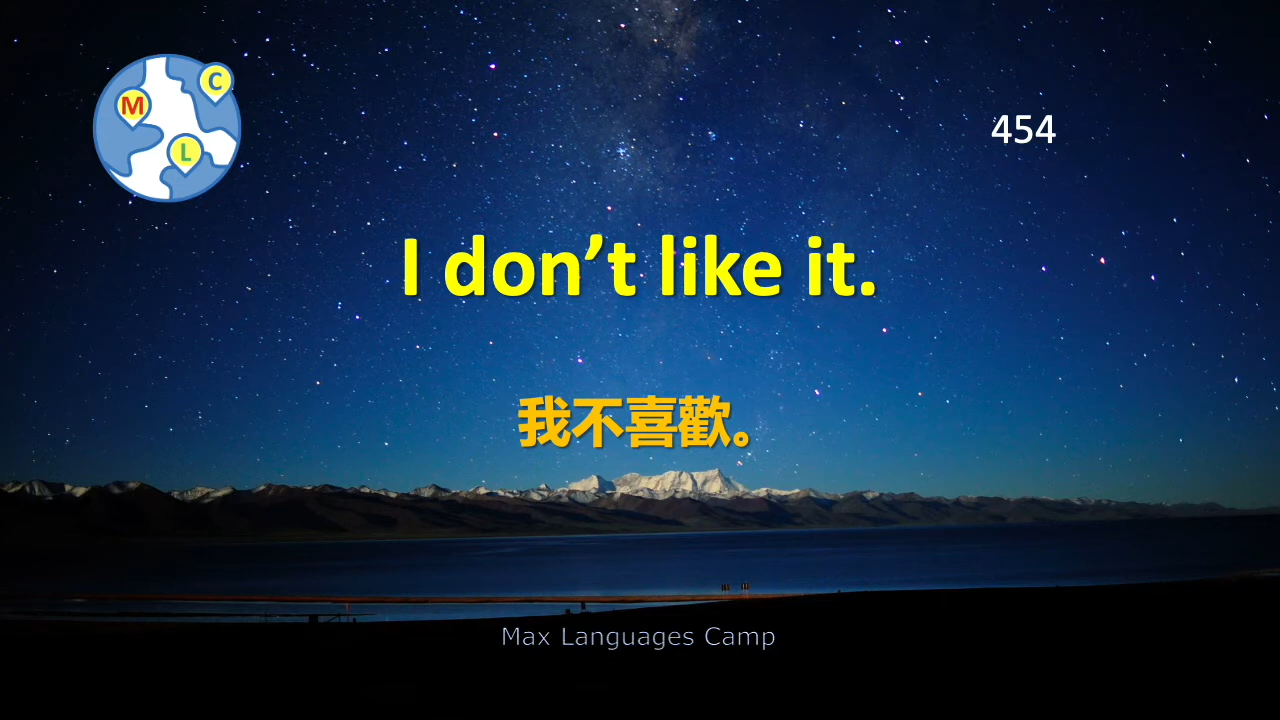 M
C
L
454
I don’t like it.
我不喜歡。
Max Languages Camp